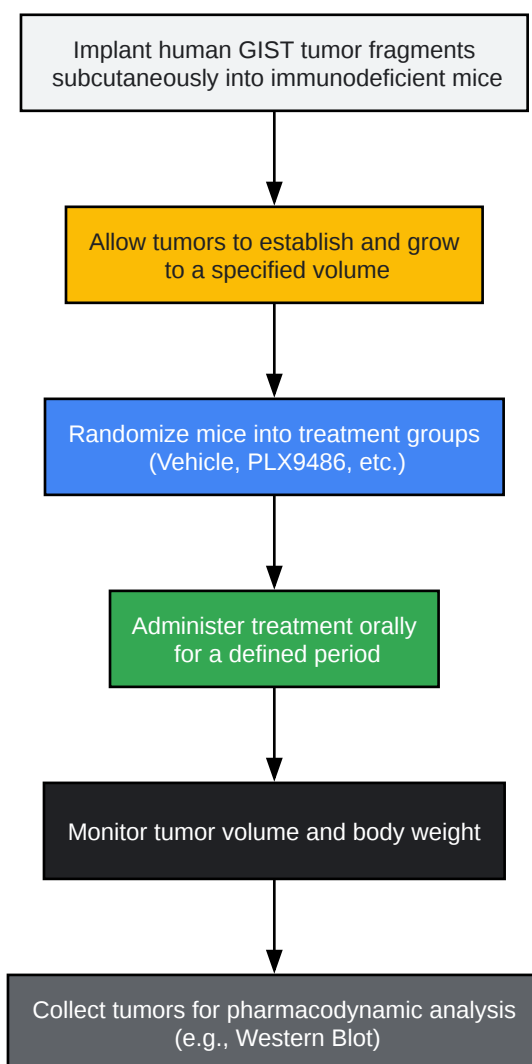 Implant human GIST tumor fragments
subcutaneously into immunodeficient mice
Allow tumors to establish and grow
to a specified volume
Randomize mice into treatment groups
(Vehicle, PLX9486, etc.)
Administer treatment orally
for a defined period
Monitor tumor volume and body weight
Collect tumors for pharmacodynamic analysis
(e.g., Western Blot)